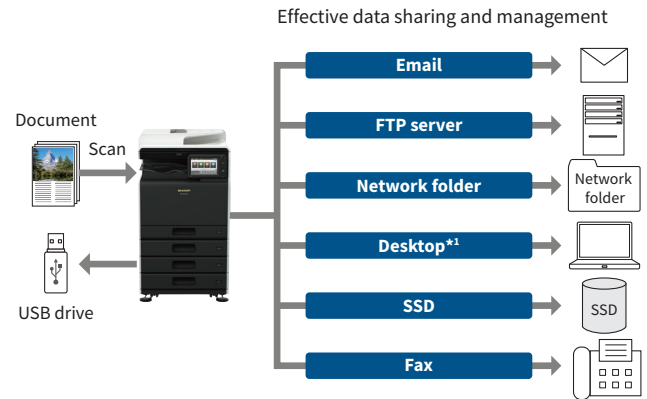 Effective data sharing and management
Email
Document
FTP server
Scan
SHARP
Network folder
Network
folder
Desktop*1
USB drive
SSD
SSD
Fax